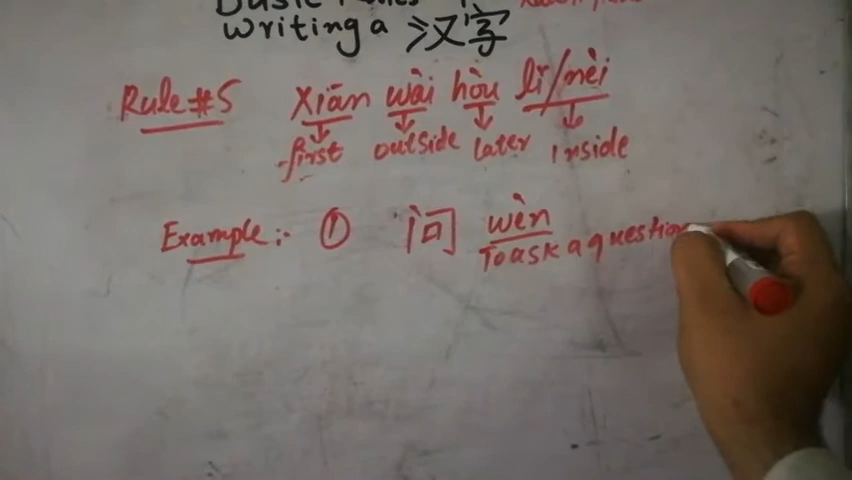 writing a 汉字
Rule #5 Xiān wài hòu lǐ/nèi
first outside later inside
Example:- ① 问 wèn
To ask a question